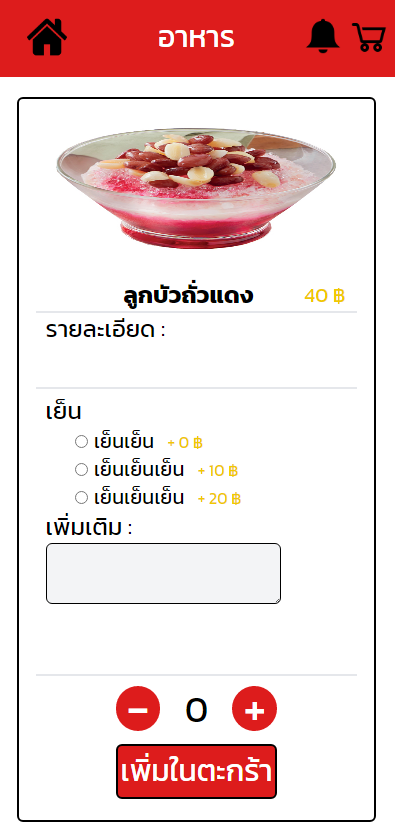 อาหาร
ลูกบัวถั่วแดง 40 ฿
รายละเอียด :
เย็น
เย็นเย็น + 0 ฿
เย็นเย็นเย็น + 10 ฿
เย็นเย็นเย็น + 20 ฿
เพิ่มเติม :
− 0 +
เพิ่มในตะกร้า